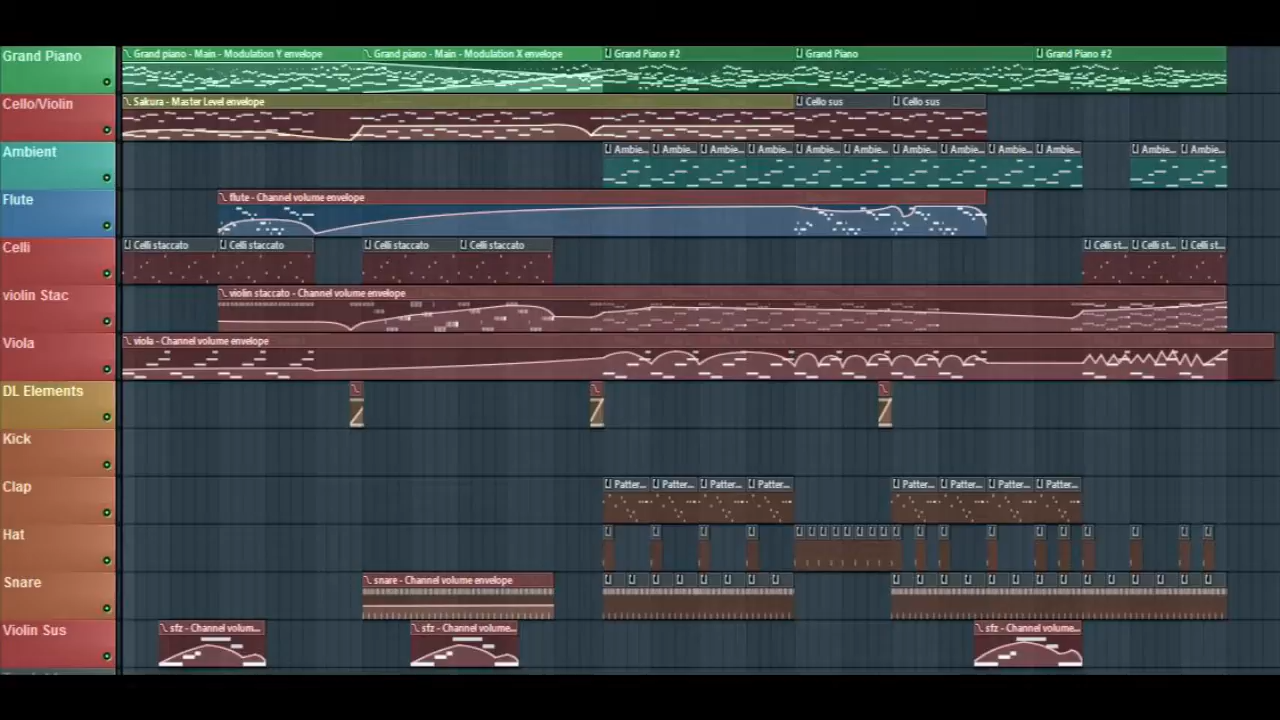 Grand Piano
Grand piano - Main - Modulation Y envelope
Grand piano - Main - Modulation X envelope
Grand Piano #2
Grand Piano
Grand Piano #2
Cello/Violin
Sakura - Master Level envelope
Cello sus
Cello sus
Ambient
Ambie...
Ambie...
Ambie...
Ambie...
Ambie...
Ambie...
Ambie...
Ambie...
Ambie...
Ambie...
Ambie...
Ambie...
Flute
flute - Channel volume envelope
Celli
Celli staccato
Celli staccato
Celli staccato
Celli staccato
Celli st...
Celli st...
Celli st...
violin Stac
violin staccato - Channel volume envelope
Viola
viola - Channel volume envelope
DL Elements
Kick
Clap
Patter...
Patter...
Patter...
Patter...
Patter...
Patter...
Patter...
Patter...
Hat
Snare
snare - Channel volume envelope
Violin Sus
sfz - Channel volum...
sfz - Channel volume...
sfz - Channel volume...